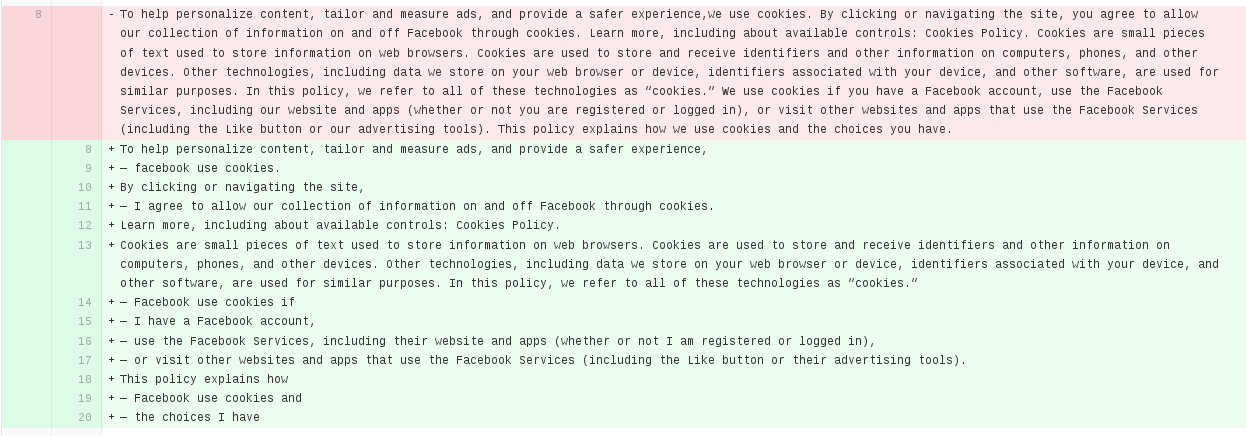 8 - To help personalize content, tailor and measure ads, and provide a safer experience,we use cookies. By clicking or navigating the site, you agree to allow
our collection of information on and off Facebook through cookies. Learn more, including about available controls: Cookies Policy. Cookies are small pieces
of text used to store information on web browsers. Cookies are used to store and receive identifiers and other information on computers, phones, and other
devices. Other technologies, including data we store on your web browser or device, identifiers associated with your device, and other software, are used for
similar purposes. In this policy, we refer to all of these technologies as “cookies.” We use cookies if you have a Facebook account, use the Facebook
Services, including our website and apps (whether or not you are registered or logged in), or visit other websites and apps that use the Facebook Services
(including the Like button or our advertising tools). This policy explains how we use cookies and the choices you have.
8 + To help personalize content, tailor and measure ads, and provide a safer experience,
9 + – facebook use cookies.
10 + By clicking or navigating the site,
11 + – I agree to allow our collection of information on and off Facebook through cookies.
12 + Learn more, including about available controls: Cookies Policy.
13 + Cookies are small pieces of text used to store information on web browsers. Cookies are used to store and receive identifiers and other information on
computers, phones, and other devices. Other technologies, including data we store on your web browser or device, identifiers associated with your device, and
other software, are used for similar purposes. In this policy, we refer to all of these technologies as “cookies.”
14 + – Facebook use cookies if
15 + – I have a Facebook account,
16 + – use the Facebook Services, including their website and apps (whether or not I am registered or logged in),
17 + – or visit other websites and apps that use the Facebook Services (including the Like button or their advertising tools).
18 + This policy explains how
19 + – Facebook use cookies and
20 + – the choices I have